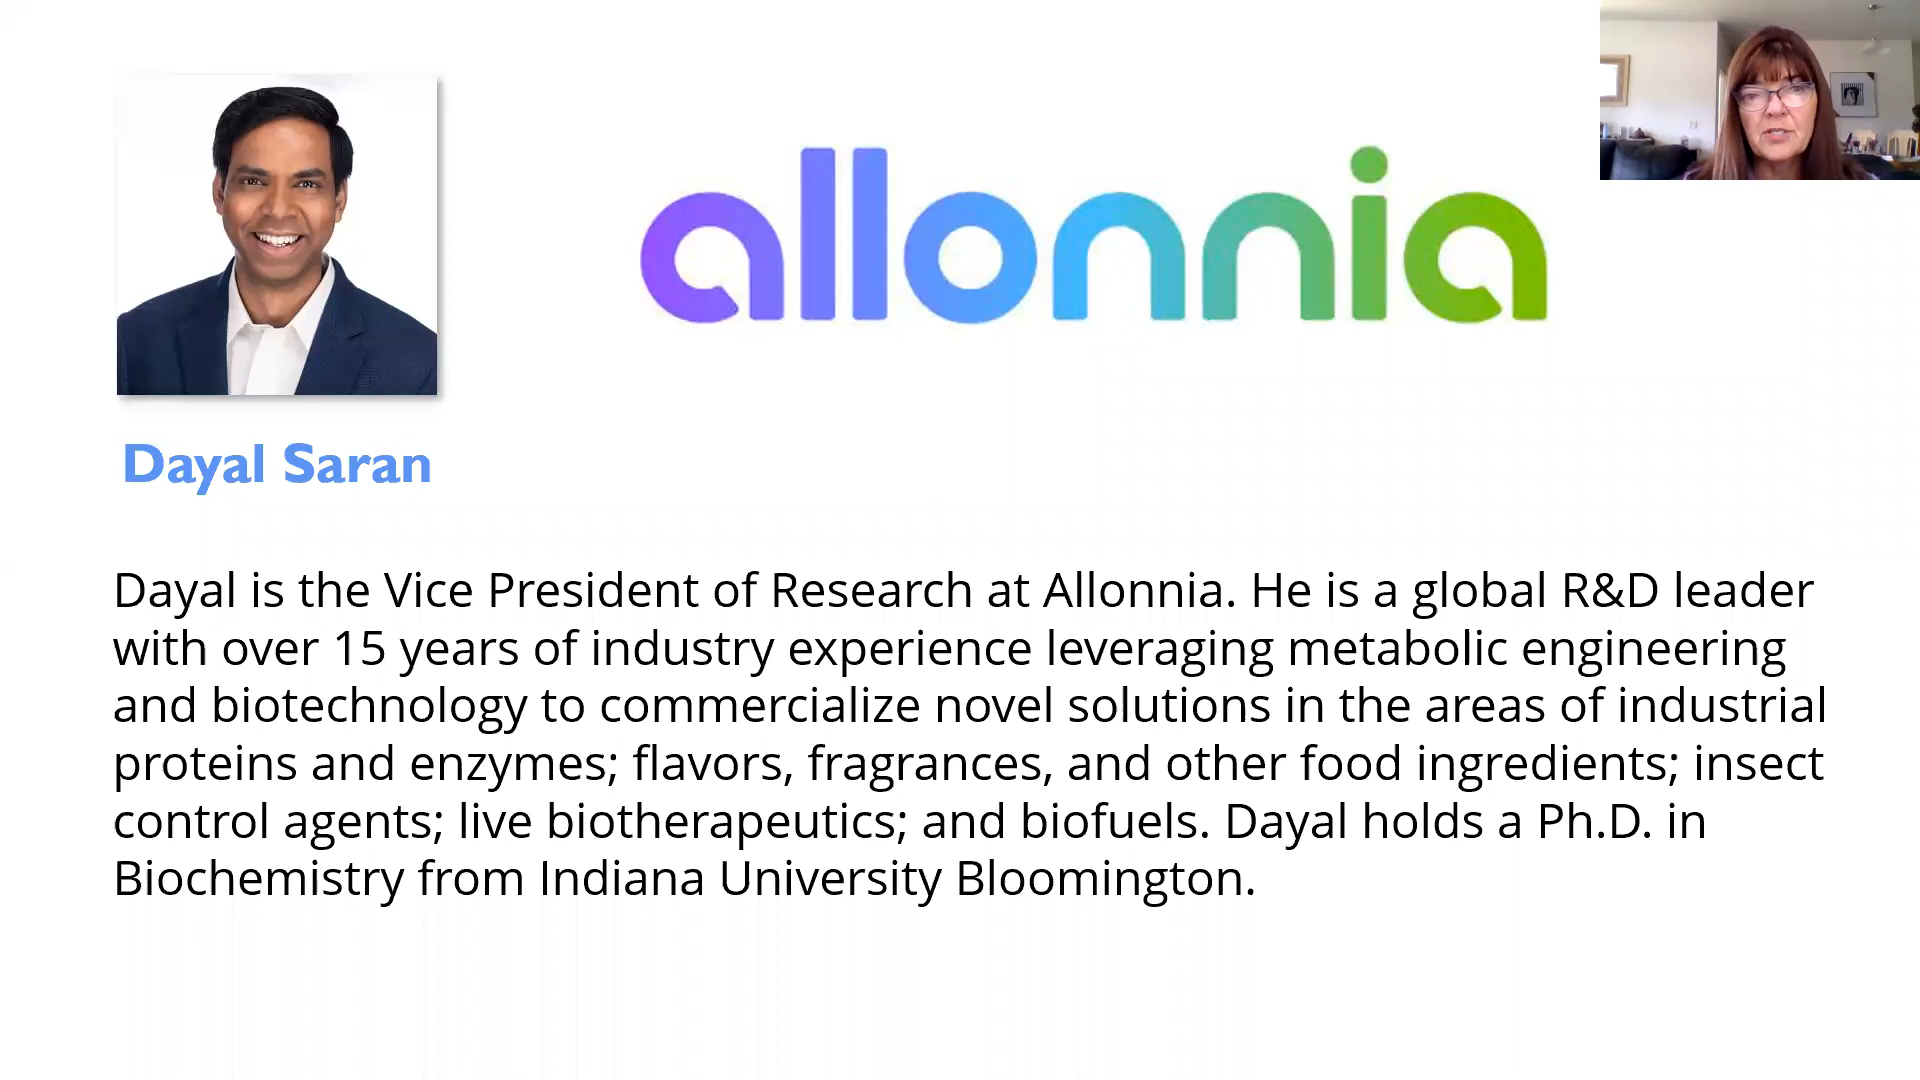 allonnia
Dayal Saran
Dayal is the Vice President of Research at Allonnia. He is a global R&D leader
with over 15 years of industry experience leveraging metabolic engineering
and biotechnology to commercialize novel solutions in the areas of industrial
proteins and enzymes; flavors, fragrances, and other food ingredients; insect
control agents; live biotherapeutics; and biofuels. Dayal holds a Ph.D. in
Biochemistry from Indiana University Bloomington.